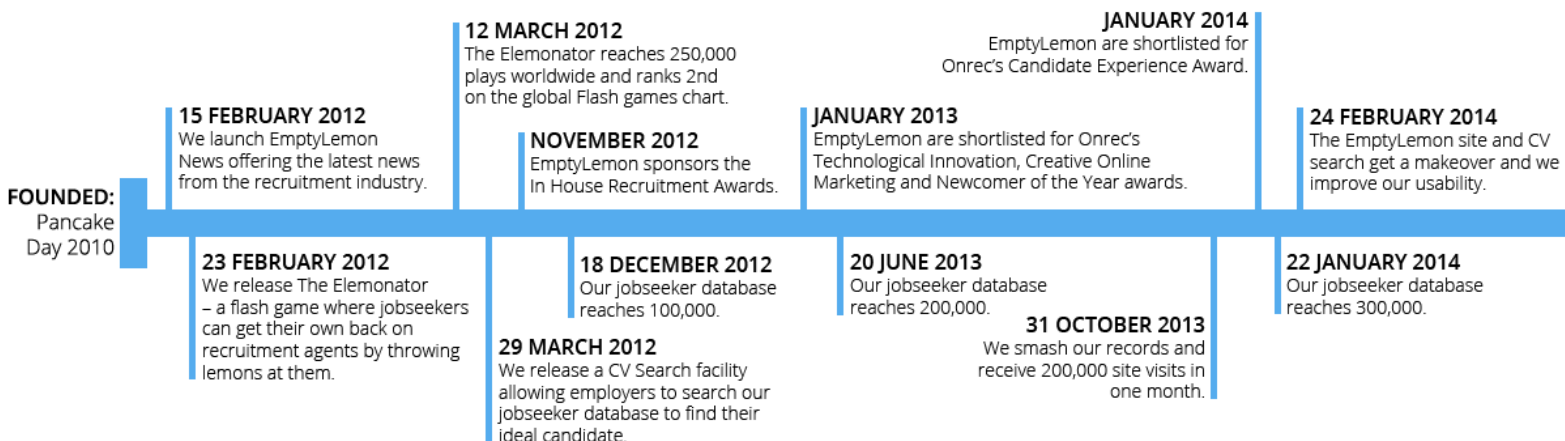 FOUNDED:
Pancake
Day 2010
15 FEBRUARY 2012
We launch EmptyLemon
News offering the latest news
from the recruitment industry.
23 FEBRUARY 2012
We release The Elemonator
– a flash game where jobseekers
can get their own back on
recruitment agents by throwing
lemons at them.
12 MARCH 2012
The Elemonator reaches 250,000
plays worldwide and ranks 2nd
on the global Flash games chart.
29 MARCH 2012
We release a CV Search facility
allowing employers to search our
jobseeker database to find their
ideal candidate.
NOVEMBER 2012
EmptyLemon sponsors the
In House Recruitment Awards.
18 DECEMBER 2012
Our jobseeker database
reaches 100,000.
JANUARY 2013
EmptyLemon are shortlisted for Onrec’s
Technological Innovation, Creative Online
Marketing and Newcomer of the Year awards.
20 JUNE 2013
Our jobseeker database
reaches 200,000.
31 OCTOBER 2013
We smash our records and
receive 200,000 site visits in
one month.
JANUARY 2014
EmptyLemon are shortlisted for
Onrec’s Candidate Experience Award.
22 JANUARY 2014
Our jobseeker database
reaches 300,000.
24 FEBRUARY 2014
The EmptyLemon site and CV
search get a makeover and we
improve our usability.